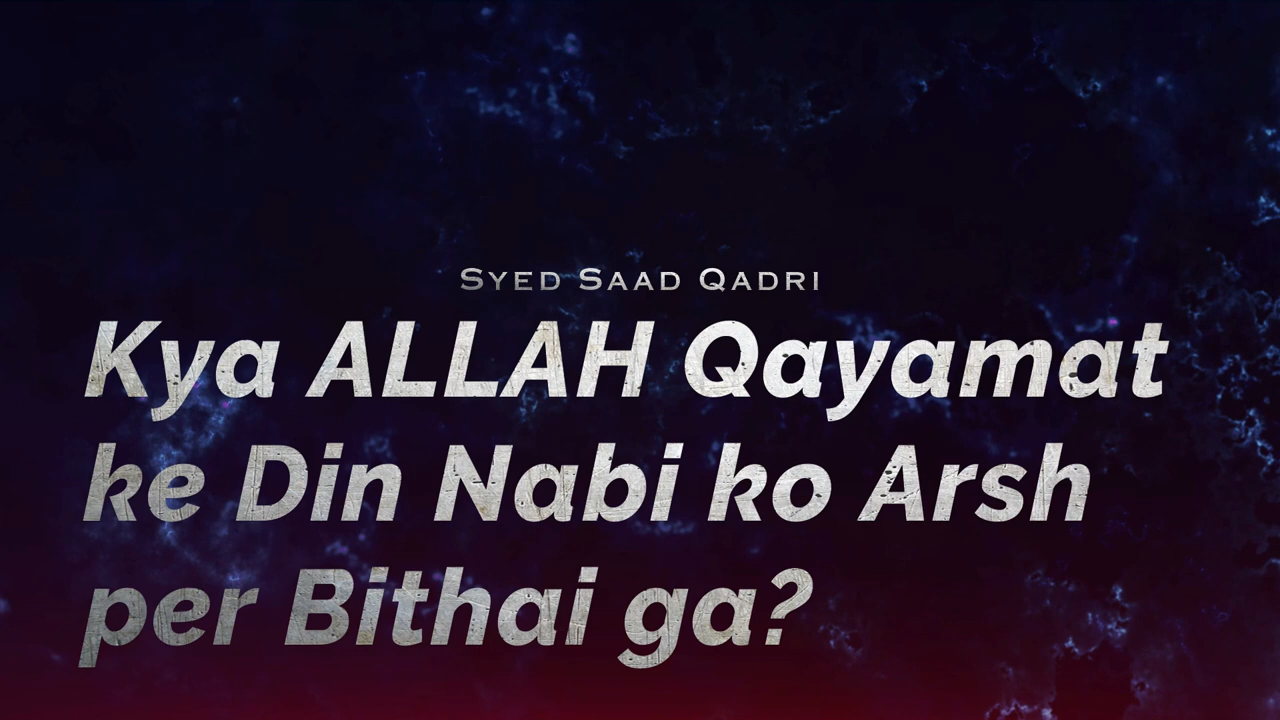 Syed Saad Qadri
Kya ALLAH Qayamat
ke Din Nabi ko Arsh
per Bithai ga?